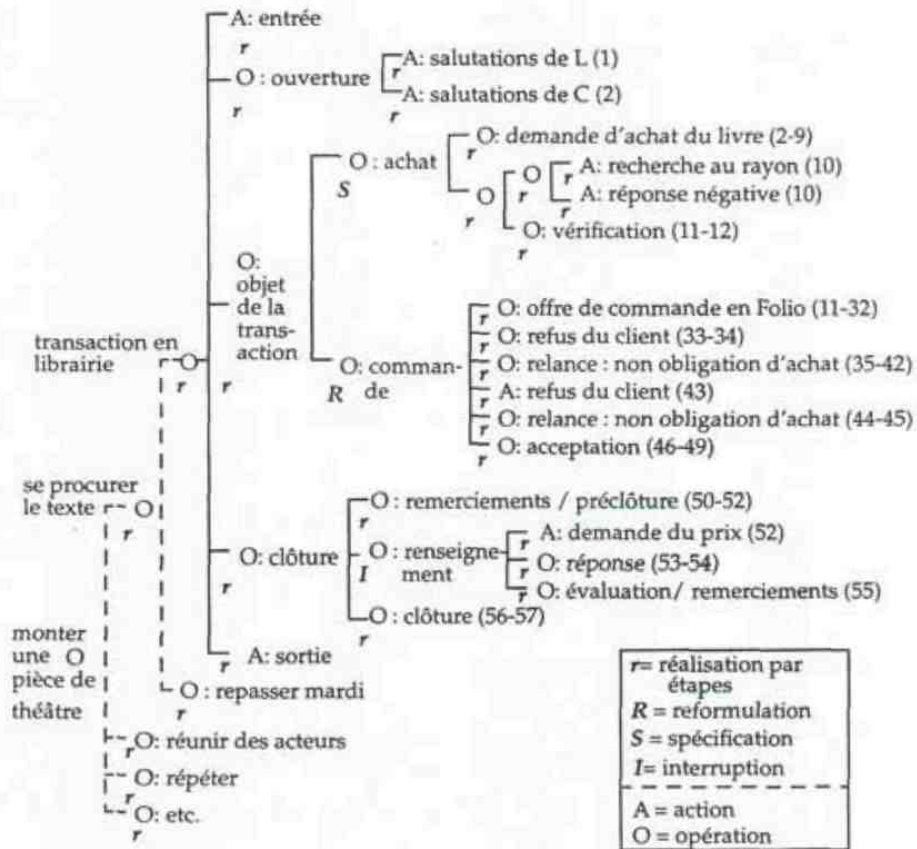 A: entrée
r
O : ouverture
r
A: salutations de L (1)
r
A: salutations de C (2)
r
O:
objet
de la
trans-
action
r
O : achat
S
O: demande d'achat du livre (2-9)
r
O
r
O
r
A: recherche au rayon (10)
r
A: réponse négative (10)
r
O: vérification (11-12)
r
O: comman-
R de
O: offre de commande en Folio (11-32)
r
O: refus du client (33-34)
r
O: relance : non obligation d'achat (35-42)
r
A: refus du client (43)
r
O: relance : non obligation d'achat (44-45)
r
O: acceptation (46-49)
r
transaction en
librairie
O
r
se procurer
le texte
O
r
O: clôture
r
O : remerciements / préclôture (50-52)
r
O : renseigne-
I ment
A: demande du prix (52)
r
O: réponse (53-54)
r
O: évaluation/ remerciements (55)
r
O : clôture (56-57)
r
A: sortie
r
monter
une O
pièce de
théâtre
O : repasser mardi
r
O: réunir des acteurs
r
O: répéter
r
O: etc.
r
r= réalisation par
étapes
R = reformulation
S = spécification
I= interruption
A = action
O = opération